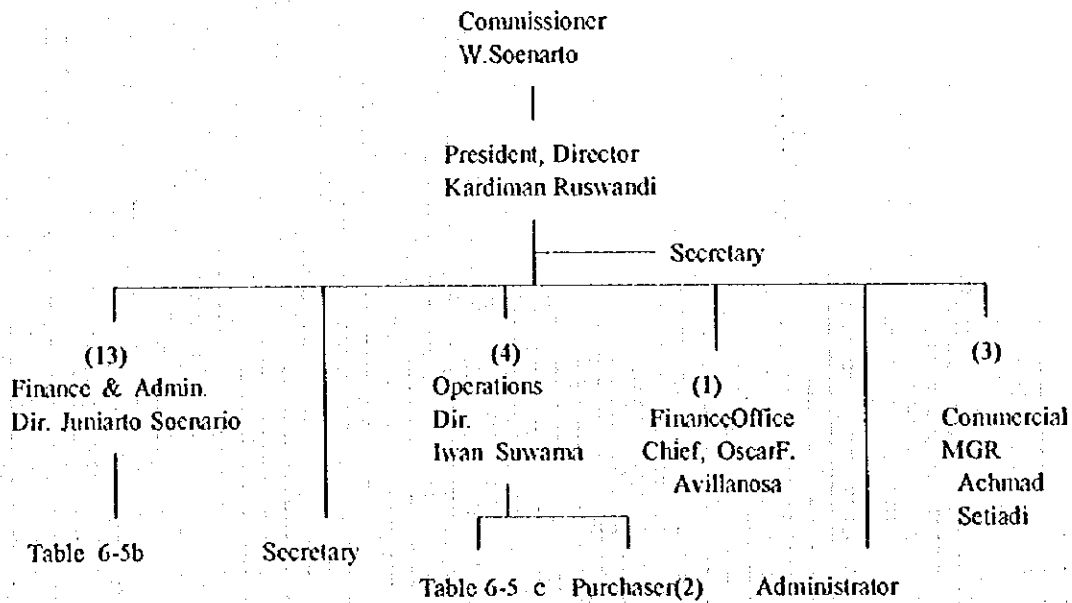 Commissioner
W.Soenarto
President, Director
Kardiman Ruswandi
Secretary
(13)
Finance & Admin.
Dir. Juniarto Soenario
(4)
Operations
Dir.
Iwan Suwarna
(1)
FinanceOffice
Chief, OscarF.
Avillanosa
(3)
Commercial
MGR
Achmad
Setiadi
Table 6-5b
Secretary
Table 6-5 c
Purchaser(2)
Administrator